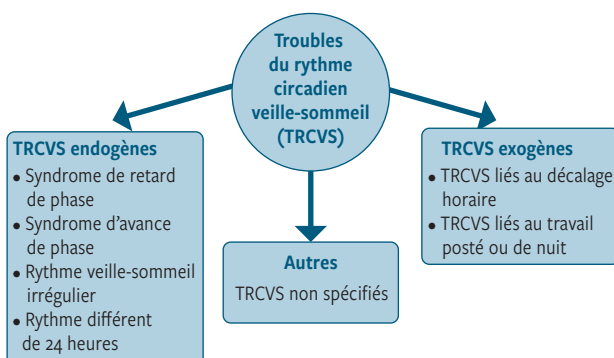 Troubles
du rythme
circadien
veille-sommeil
(TRCVS)
TRCVS endogènes
• Syndrome de retard
de phase
• Syndrome d'avance
de phase
• Rythme veille-sommeil
irrégulier
• Rythme différent
de 24 heures
Autres
TRCVS non spécifiés
TRCVS exogènes
• TRCVS liés au décalage
horaire
• TRCVS liés au travail
posté ou de nuit